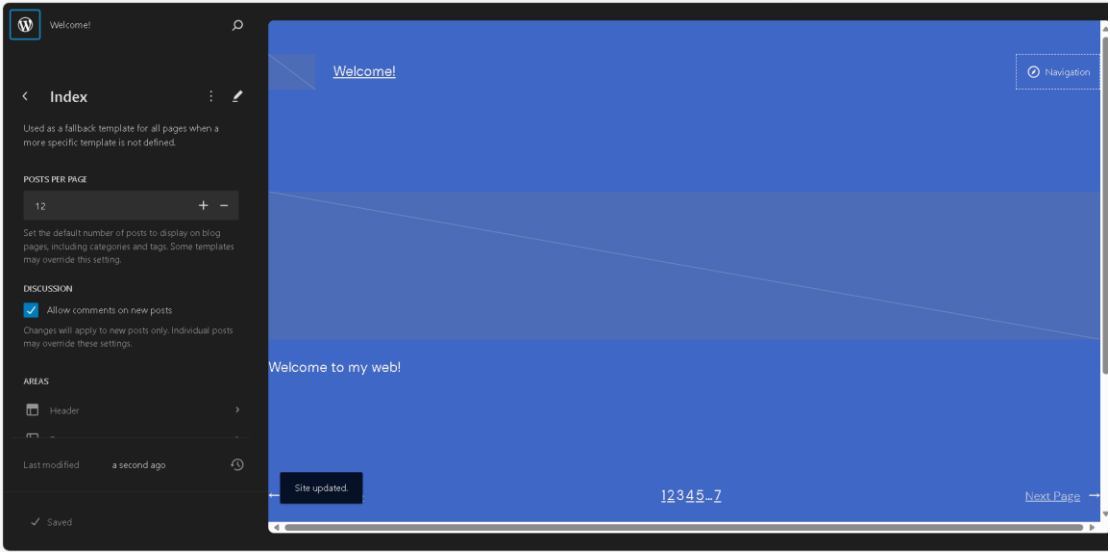 Welcome!
Index
Used as a fallback template for all pages when a
more specific template is not defined.
POSTS PER PAGE
12
Set the default number of posts to display on blog
pages, including categories and tags. Some templates
may override this setting.
DISCUSSION
Allow comments on new posts
Changes will apply to new posts only. Individual posts
may override these settings.
AREAS
Header
Last modified a second ago
Saved
Welcome!
Navigation
Welcome to my web!
Site updated.
12345...7
Next Page →